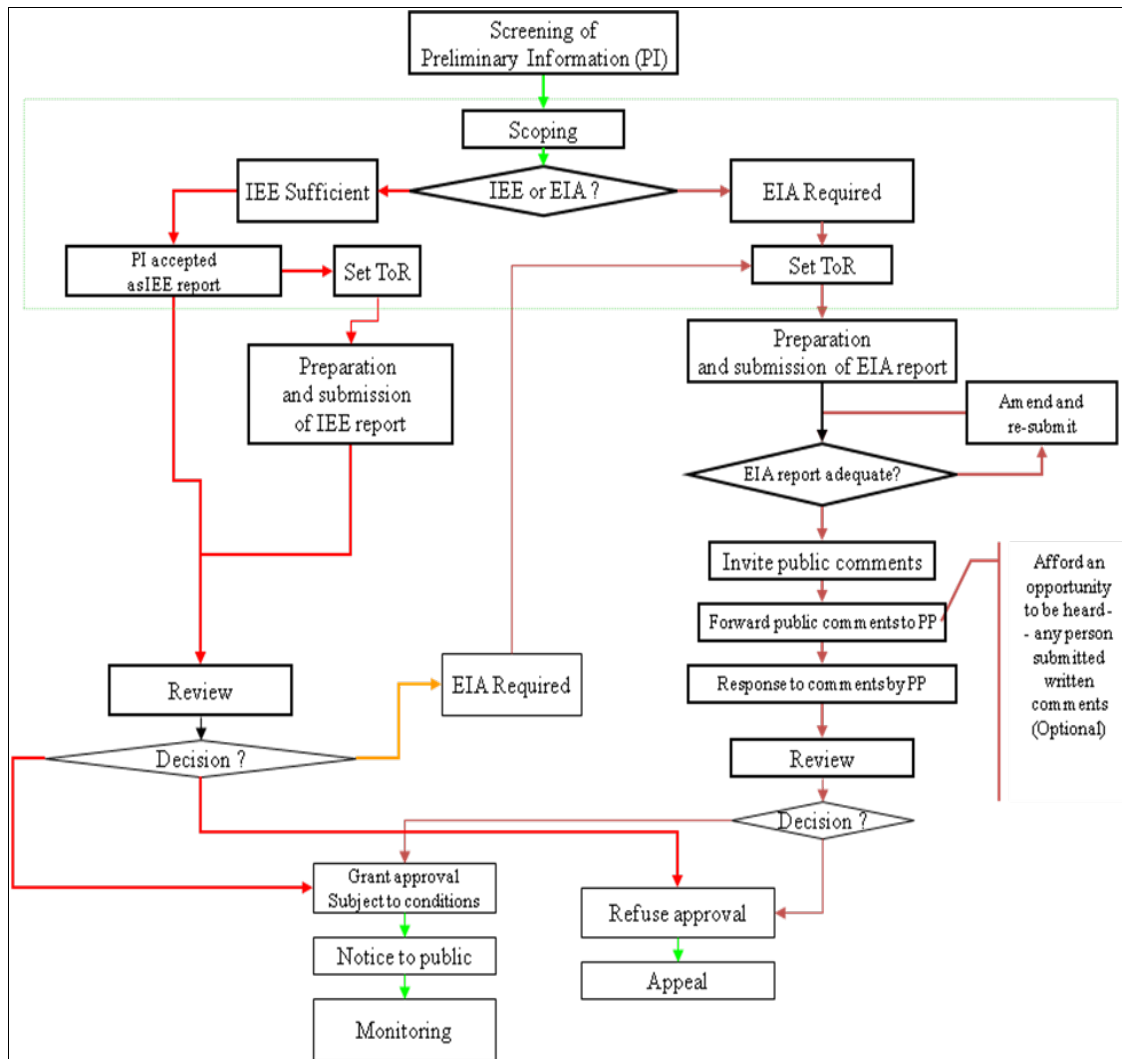 Screening of
Preliminary Information (PI)
Scoping
IEE Sufficient
IEE or EIA ?
EIA Required
PI accepted
asIEE report
Set ToR
Set ToR
Preparation
and submission
of IEE report
Preparation
and submission of EIA report
Amend and
re-submit
EIA report adequate?
Invite public comments
Forward public comments to PP
Response to comments by PP
Afford an
opportunity
to be heard-
- any person
submitted
written
comments
(Optional)
Review
EIA Required
Review
Decision ?
Decision ?
Grant approval
Subject to conditions
Refuse approval
Notice to public
Appeal
Monitoring